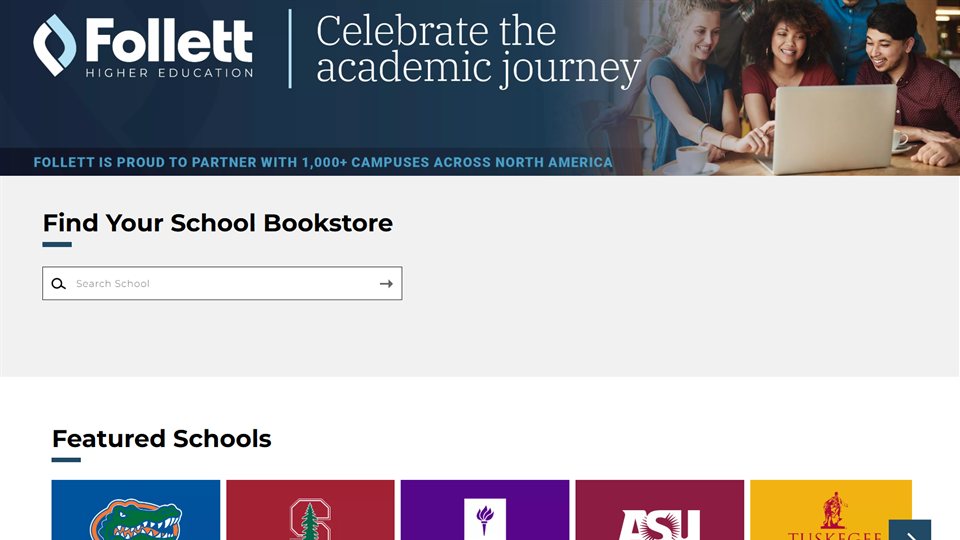 Follett
HIGHER EDUCATION
Celebrate the
academic journey
FOLLETT IS PROUD TO PARTNER WITH 1,000+ CAMPUSES ACROSS NORTH AMERICA
Find Your School Bookstore
Search School
Featured Schools
S
ASU
TUSKEGEE